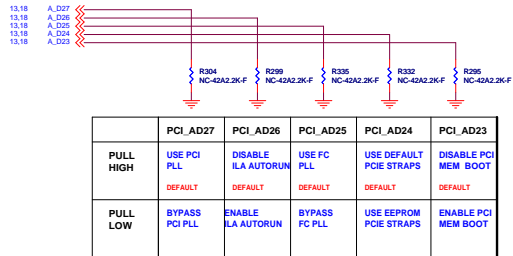 13,18 A_D27
13,18 A_D26
13,18 A_D25
13,18 A_D24
13,18 A_D23
R304 R299 R335 R332 R295
NC-42A2.2K-F NC-42A2.2K-F NC-42A2.2K-F NC-42A2.2K-F NC-42A2.2K-F
PCI_AD27 PCI_AD26 PCI_AD25 PCI_AD24 PCI_AD23
PULL USE PCI DISABLE USE FC USE DEFAULT DISABLE PCI
HIGH PLL ILA AUTORUN PLL PCIE STRAPS MEM BOOT
DEFAULT DEFAULT DEFAULT DEFAULT DEFAULT
PULL BYPASS ENABLE BYPASS USE EEPROM ENABLE PCI
LOW PCI PLL ILA AUTORUN FC PLL PCIE STRAPS MEM BOOT